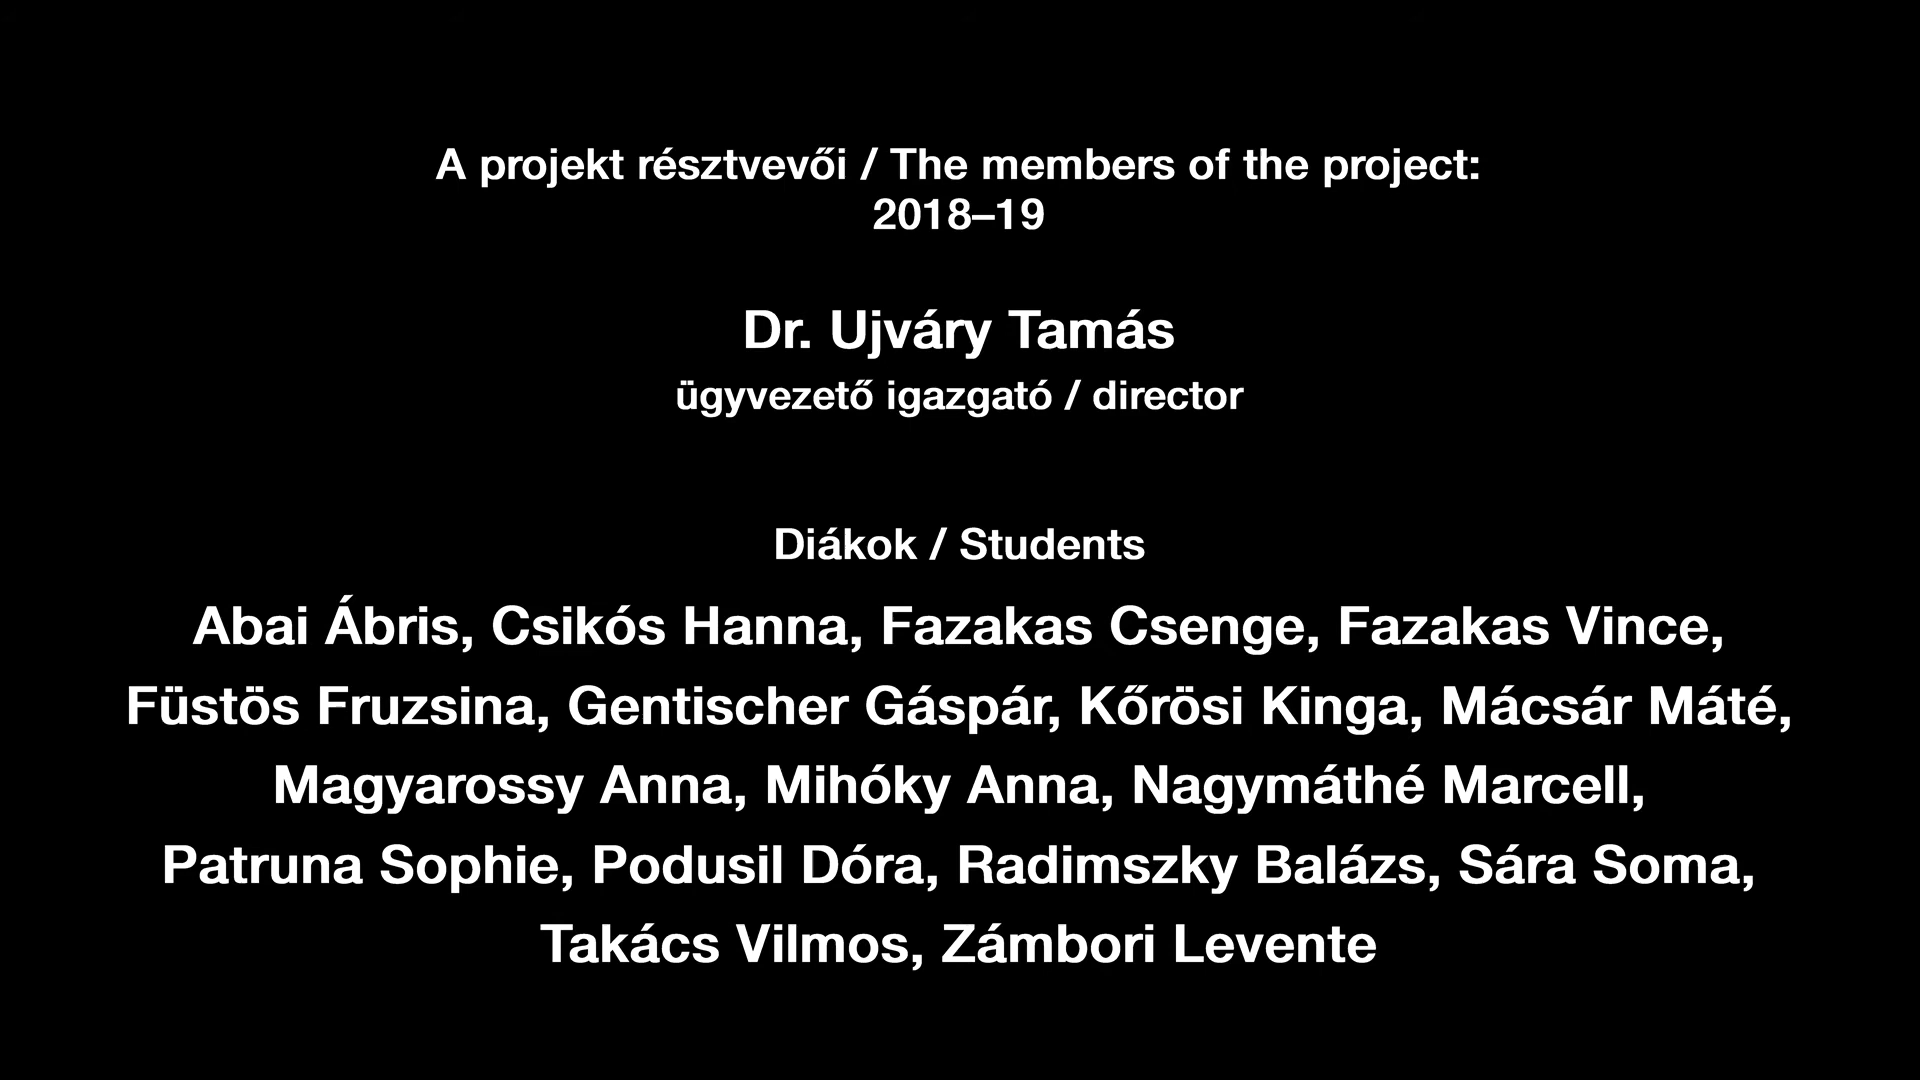 A projekt résztvevői / The members of the project:
2018–19
Dr. Ujváry Tamás
ügyvezető igazgató / director
Diákok / Students
Abai Ábris, Csikós Hanna, Fazakas Csenge, Fazakas Vince,
Füstös Fruzsina, Gentischer Gáspár, Kőrösi Kinga, Mácsár Máté,
Magyarossy Anna, Mihóky Anna, Nagymáthé Marcell,
Patruna Sophie, Podusil Dóra, Radimszky Balázs, Sára Soma,
Takács Vilmos, Zámbori Levente